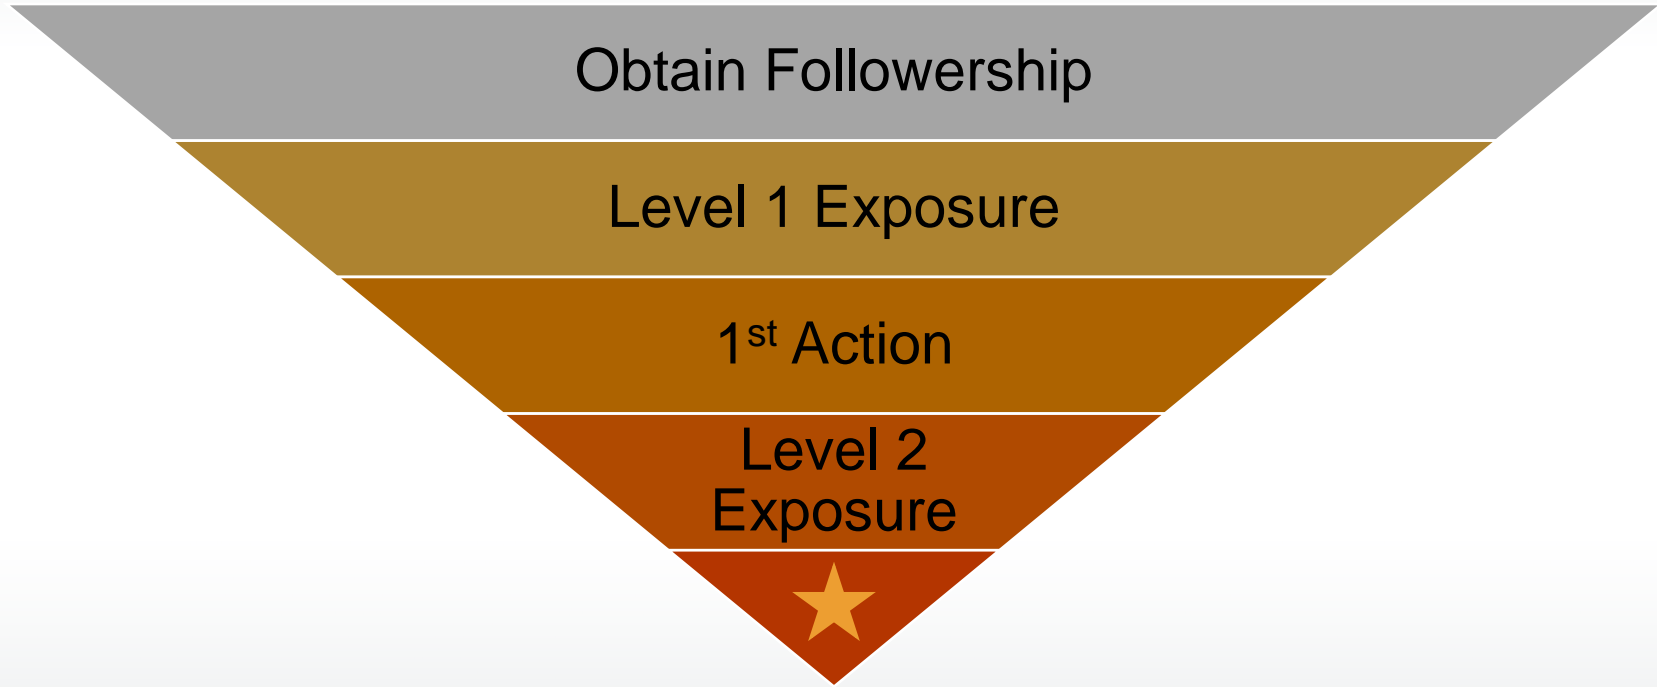 Obtain Followership
Level 1 Exposure
1st Action
Level 2
Exposure